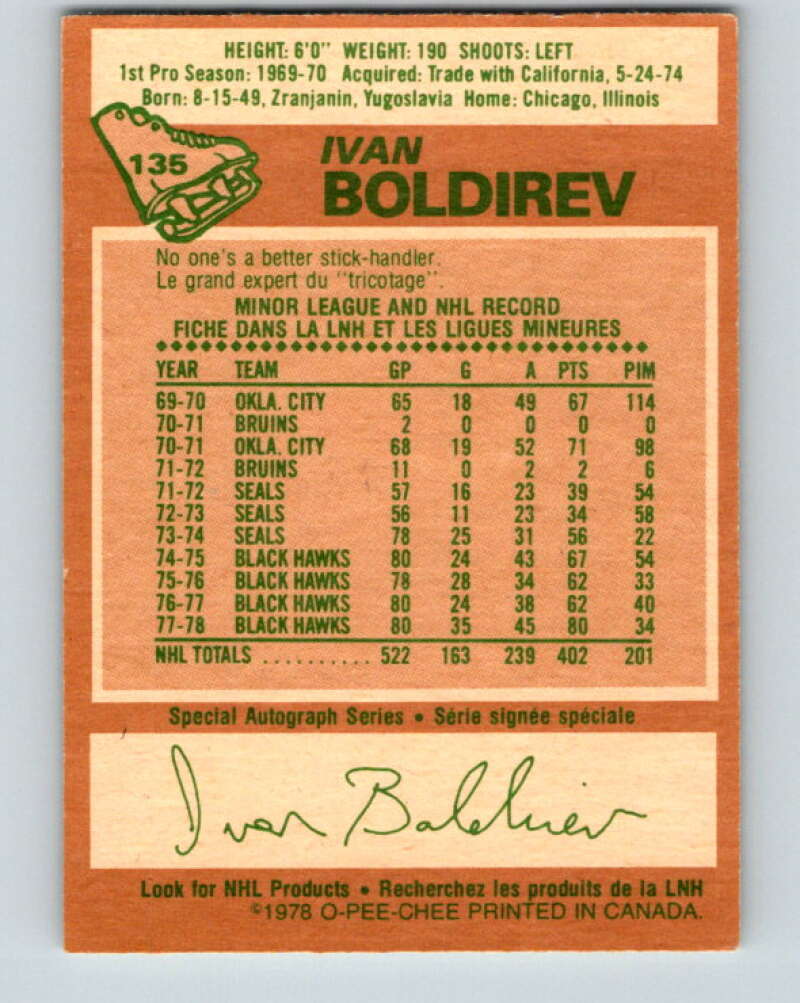 HEIGHT: 6'0" WEIGHT: 190 SHOOTS: LEFT
1st Pro Season: 1969-70 Acquired: Trade with California, 5-24-74
Born: 8-15-49, Zranjanin, Yugoslavia Home: Chicago, Illinois
135
IVAN
BOLDIREV
No one's a better stick-handler.
Le grand expert du "tricotage".
MINOR LEAGUE AND NHL RECORD
FICHE DANS LA LNH ET LES LIGUES MINEURES
YEAR TEAM GP G A PTS PIM
69-70 OKLA. CITY 65 18 49 67 114
70-71 BRUINS 2 0 0 0 0
70-71 OKLA. CITY 68 19 52 71 98
71-72 BRUINS 11 0 2 2 6
71-72 SEALS 57 16 23 39 54
72-73 SEALS 56 11 23 34 58
73-74 SEALS 78 25 31 56 22
74-75 BLACK HAWKS 80 24 43 67 54
75-76 BLACK HAWKS 78 28 34 62 33
76-77 BLACK HAWKS 80 24 38 62 40
77-78 BLACK HAWKS 80 35 45 80 34
NHL TOTALS .......... 522 163 239 402 201
Special Autograph Series • Série signée spéciale
Ivan Boldirev
Look for NHL Products • Recherchez les produits de la LNH
©1978 O-PEE-CHEE PRINTED IN CANADA.